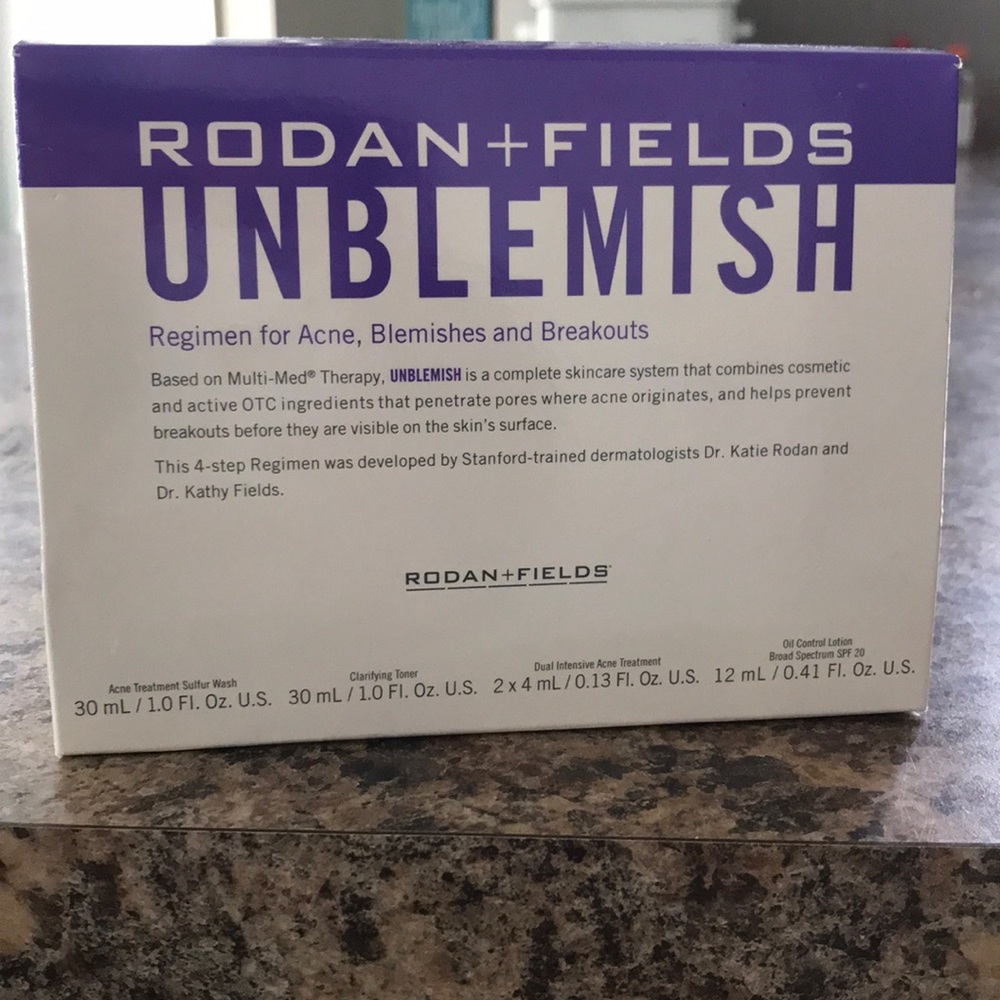 RODAN+FIELDS
UNBLEMISH
Regimen for Acne, Blemishes and Breakouts
Based on Multi-Med® Therapy, UNBLEMISH is a complete skincare system that combines cosmetic
and active OTC ingredients that penetrate pores where acne originates, and helps prevent
breakouts before they are visible on the skin's surface.
This 4-step Regimen was developed by Stanford-trained dermatologists Dr. Katie Rodan and
Dr. Kathy Fields.
RODAN+FIELDS
Acne Treatment Sulfur Wash
30 mL / 1.0 Fl. Oz. U.S.
Clarifying Toner
30 mL / 1.0 Fl. Oz. U.S.
Dual Intensive Acne Treatment
2 x 4 mL / 0.13 Fl. Oz. U.S.
Oil Control Lotion
Broad Spectrum SPF 20
12 mL / 0.41 Fl. Oz. U.S.